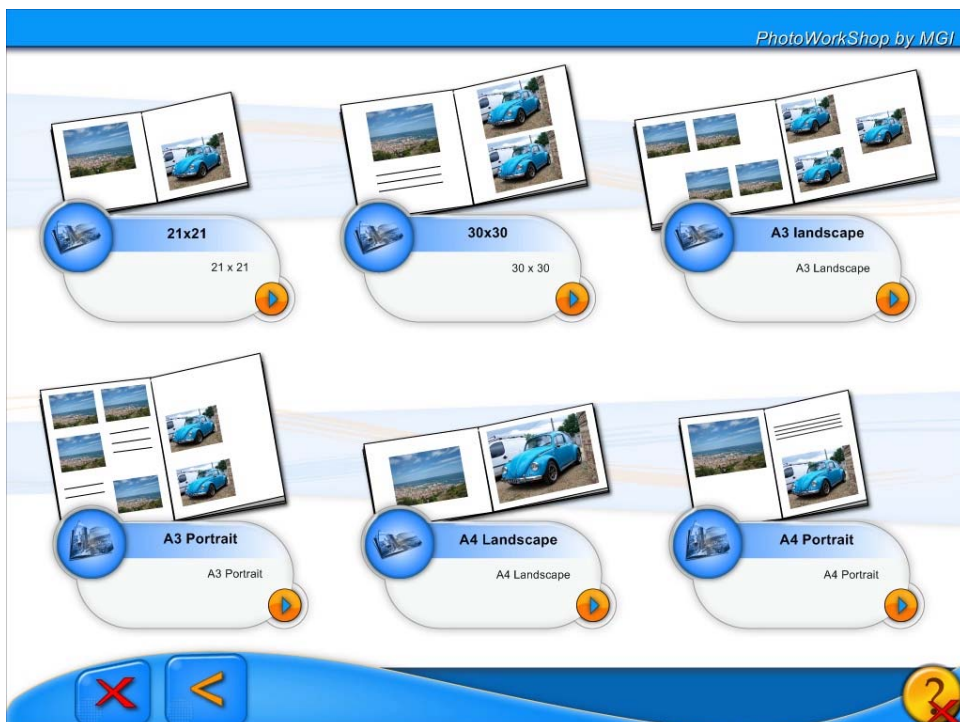 PhotoWorkShop by MGI
21x21
21 x 21
30x30
30 x 30
A3 landscape
A3 Landscape
A3 Portrait
A3 Portrait
A4 Landscape
A4 Landscape
A4 Portrait
A4 Portrait